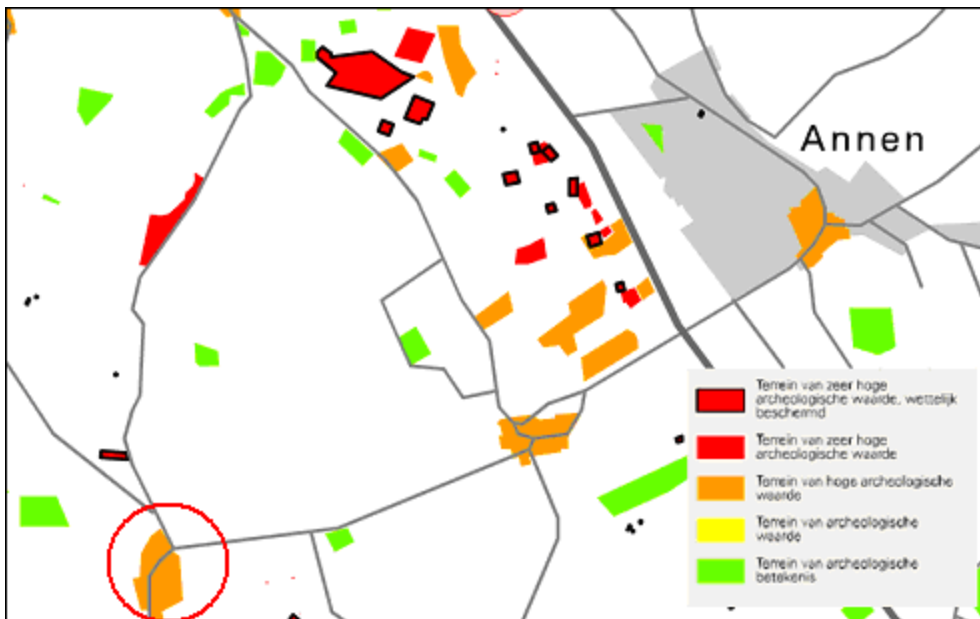 Annen
Terrein van zeer hoge
archeologische waarde, wettelijk
beschermd
Terrein van zeer hoge
archeologische waarde
Terrein van hoge archeologische
waarde
Terrein van archeologische
waarde
Terrein van archeologische
betekenis